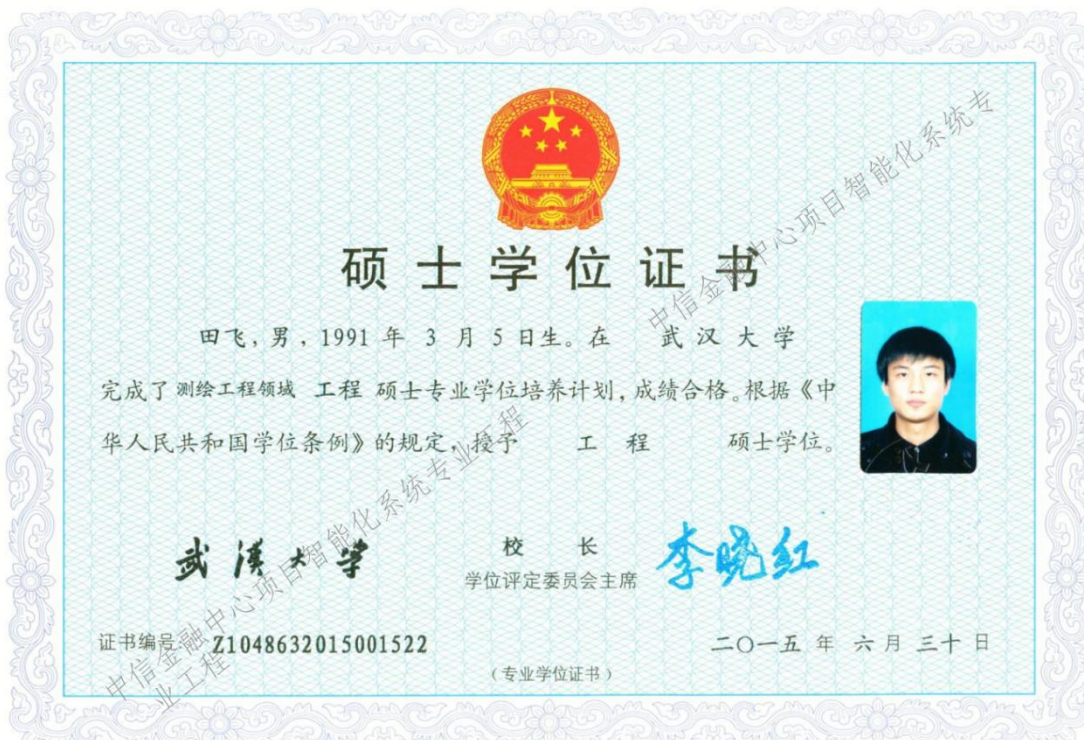 硕士学位证书
田飞，男，1991 年 3 月 5 日生。在 武汉大学
完成了 测绘工程领域 工程 硕士专业学位培养计划，成绩合格。根据《中
华人民共和国学位条例》的规定，授予 工程 硕士学位。
武汉大学
校 长
李晓红
学位评定委员会主席
证书编号：Z1048632015001522
二〇一五 年 六 月 三十 日
（专业学位证书）
中信金融中心项目智能化系统专
中信金融中心项目智能化系统专业工程
业工程